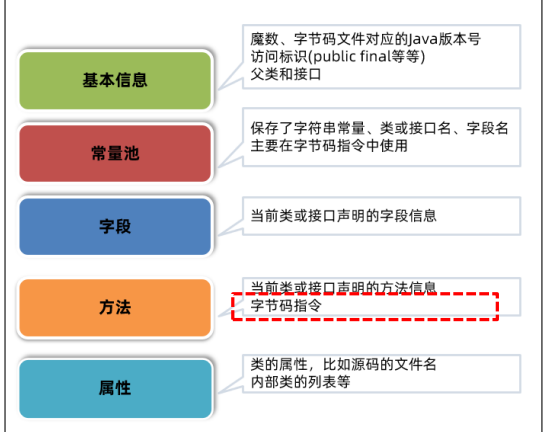 基本信息
魔数、字节码文件对应的Java版本号
访问标识(public final等等)
父类和接口
常量池
保存了字符串常量、类或接口名、字段名
主要在字节码指令中使用
字段
当前类或接口声明的字段信息
方法
当前类或接口声明的方法信息
字节码指令
属性
类的属性，比如源码的文件名
内部类的列表等